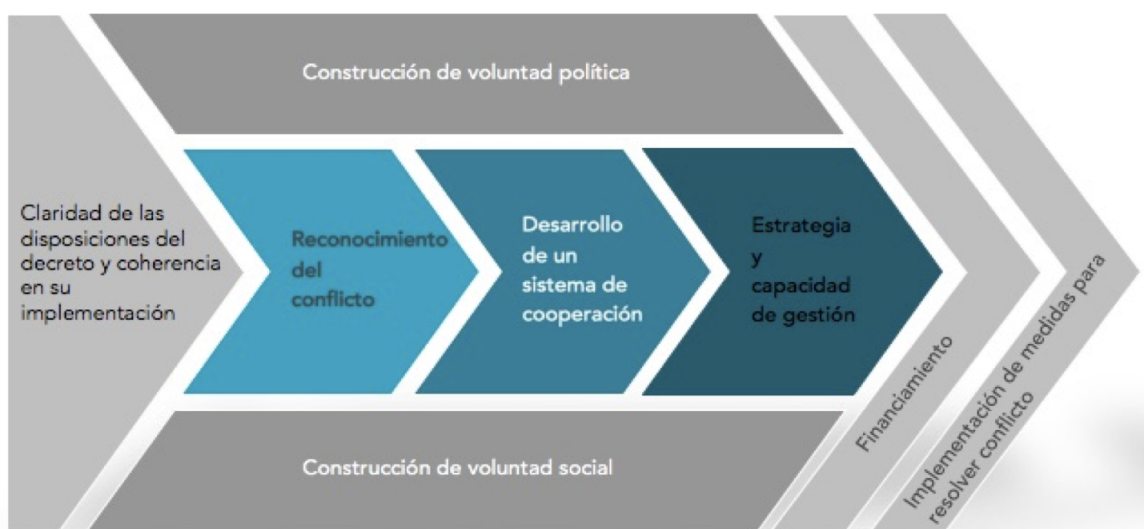 Construcción de voluntad política
Claridad de las
disposiciones del
decreto y coherencia
en su
implementación
Reconocimiento
del
conflicto
Desarrollo
de un
sistema de
cooperación
Estrategia
y
capacidad
de gestión
Financiamiento
Implementación de medidas para
resolver conflicto
Construcción de voluntad social